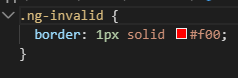 .ng-invalid {
border: 1px solid #f00;
}